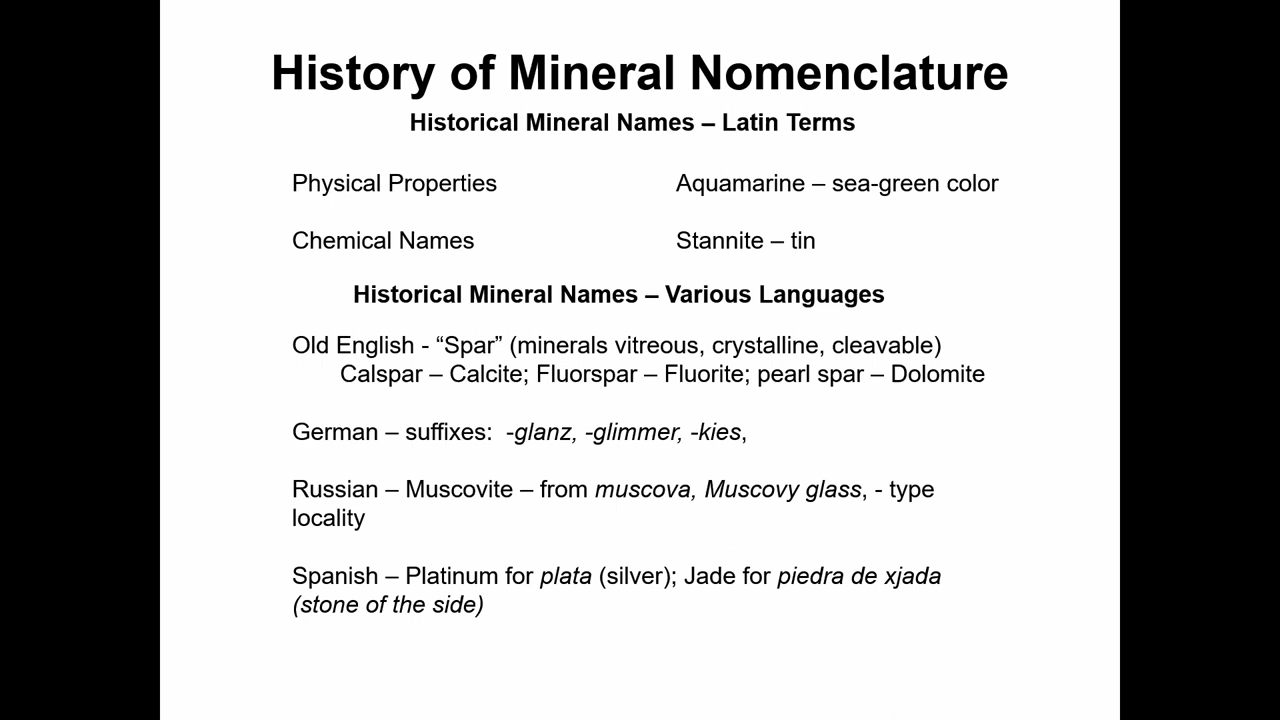 History of Mineral Nomenclature
Historical Mineral Names – Latin Terms
Physical Properties Aquamarine – sea-green color
Chemical Names Stannite – tin
Historical Mineral Names – Various Languages
Old English - “Spar” (minerals vitreous, crystalline, cleavable)
Calspar – Calcite; Fluorspar – Fluorite; pearl spar – Dolomite
German – suffixes:  -glanz, -glimmer, -kies,
Russian – Muscovite – from muscova, Muscovy glass, - type
locality
Spanish – Platinum for plata (silver); Jade for piedra de xjada
(stone of the side)